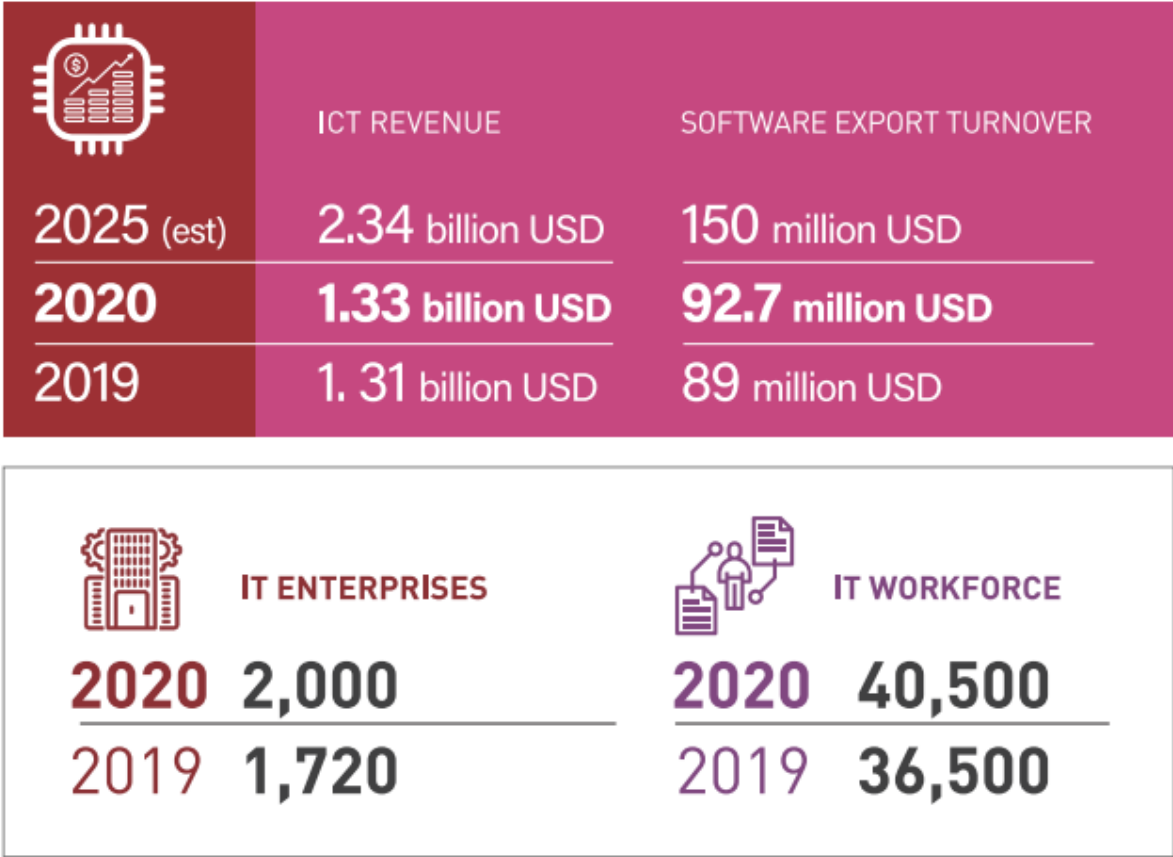 $
ICT REVENUE SOFTWARE EXPORT TURNOVER
2025 (est) 2.34 billion USD 150 million USD
2020 1.33 billion USD 92.7 million USD
2019 1. 31 billion USD 89 million USD
IT ENTERPRISES
2020 2,000
2019 1,720
IT WORKFORCE
2020 40,500
2019 36,500